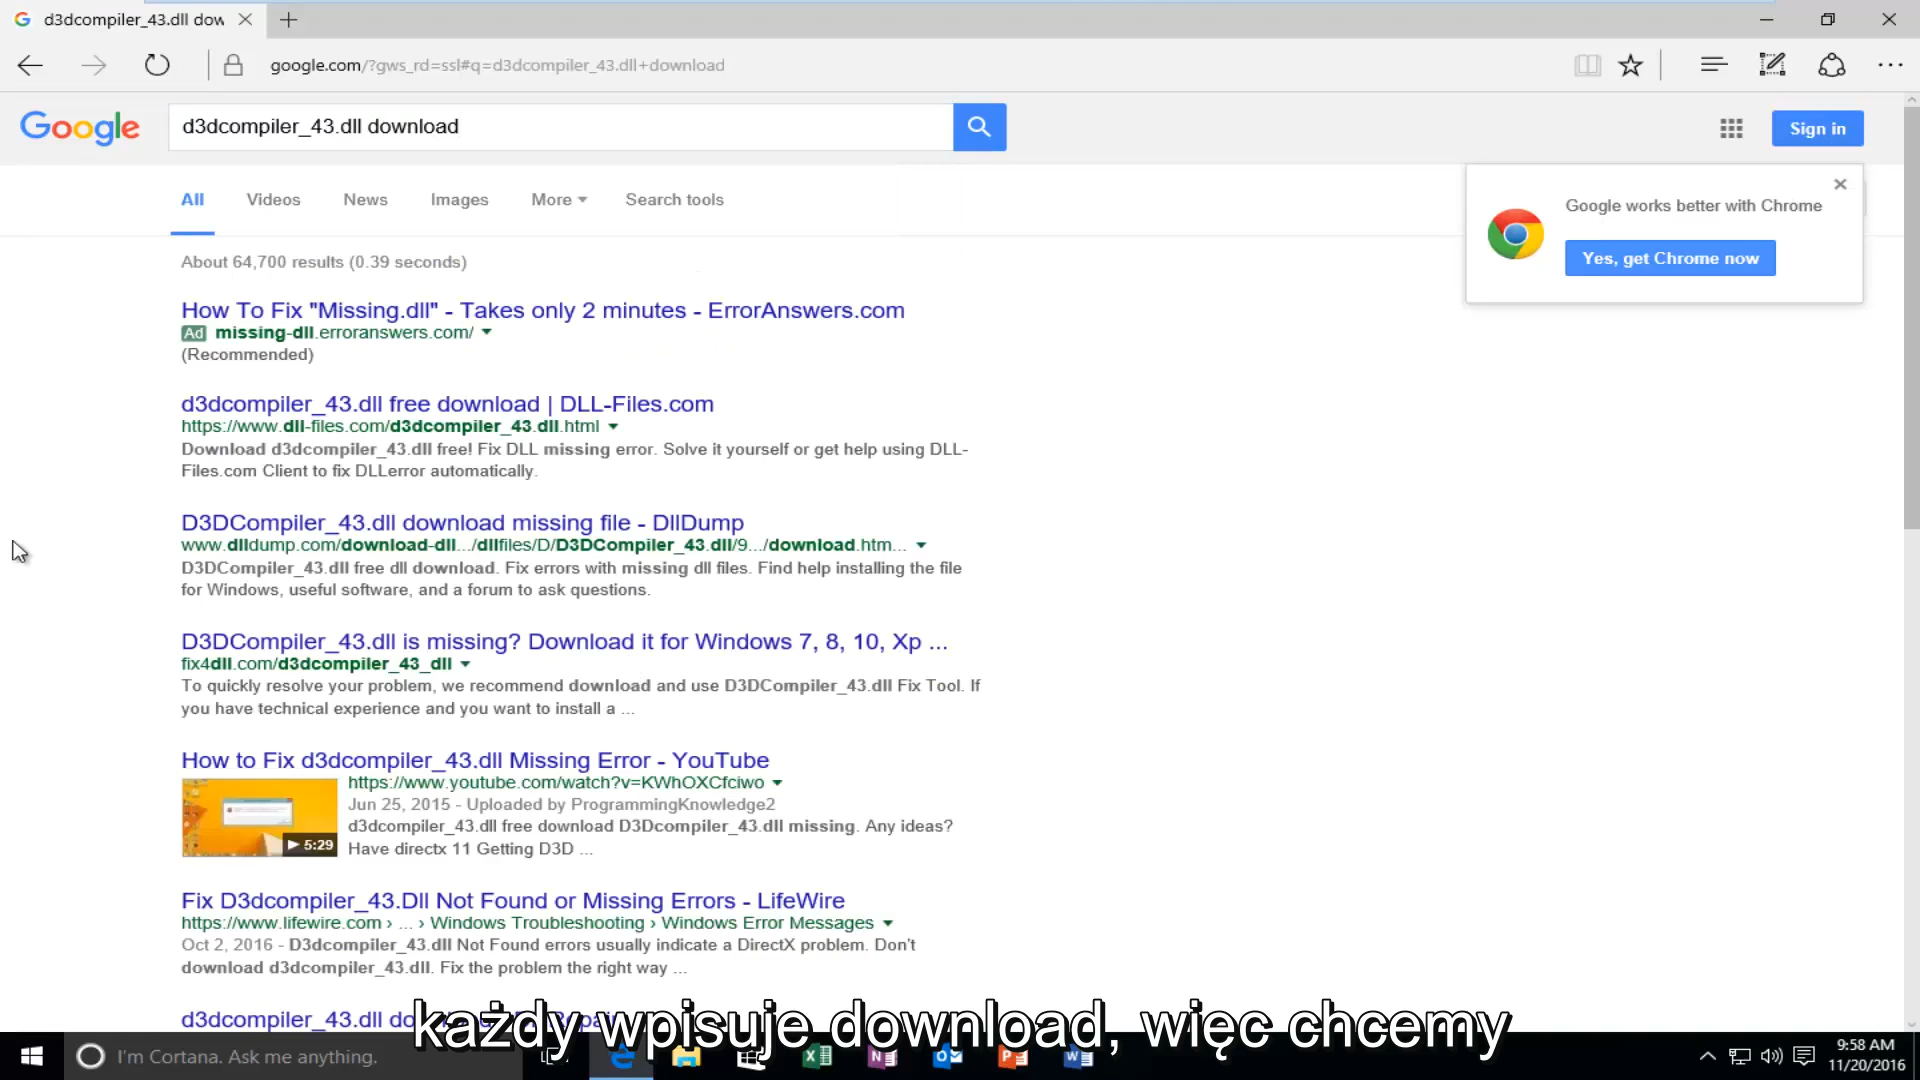 d3dcompiler_43.dll dow
google.com/?gws_rd=ssl#q=d3dcompiler_43.dll+download
Google
d3dcompiler_43.dll download
Sign in
All Videos News Images More Search tools
Google works better with Chrome
Yes, get Chrome now
About 64,700 results (0.39 seconds)
How To Fix "Missing.dll" - Takes only 2 minutes - ErrorAnswers.com
Ad missing-dll.erroranswers.com/
(Recommended)
d3dcompiler_43.dll free download | DLL-Files.com
https://www.dll-files.com/d3dcompiler_43.dll.html
Download d3dcompiler_43.dll free! Fix DLL missing error. Solve it yourself or get help using DLL-
Files.com Client to fix DLLerror automatically.
D3DCompiler_43.dll download missing file - DllDump
www.dlldump.com/download-dll.../dllfiles/D/D3DCompiler_43.dll/9.../download.htm...
D3DCompiler_43.dll free dll download. Fix errors with missing dll files. Find help installing the file
for Windows, useful software, and a forum to ask questions.
D3DCompiler_43.dll is missing? Download it for Windows 7, 8, 10, Xp ...
fix4dll.com/d3dcompiler_43_dll
To quickly resolve your problem, we recommend download and use D3DCompiler_43.dll Fix Tool. If
you have technical experience and you want to install a ...
How to Fix d3dcompiler_43.dll Missing Error - YouTube
https://www.youtube.com/watch?v=KWhOXCfciwo
Jun 25, 2015 - Uploaded by ProgrammingKnowledge2
d3dcompiler_43.dll free download D3Dcompiler_43.dll missing. Any ideas?
Have directx 11 Getting D3D ...
5:29
Fix D3dcompiler_43.Dll Not Found or Missing Errors - LifeWire
https://www.lifewire.com › ... › Windows Troubleshooting › Windows Error Messages
Oct 2, 2016 - D3dcompiler_43.dll Not Found errors usually indicate a DirectX problem. Don't
download d3dcompiler_43.dll. Fix the problem the right way ...
d3dcompiler_43.dll do
każdy wpisuje download, więc chcemy
I'm Cortana. Ask me anything.
9:58 AM
11/20/2016